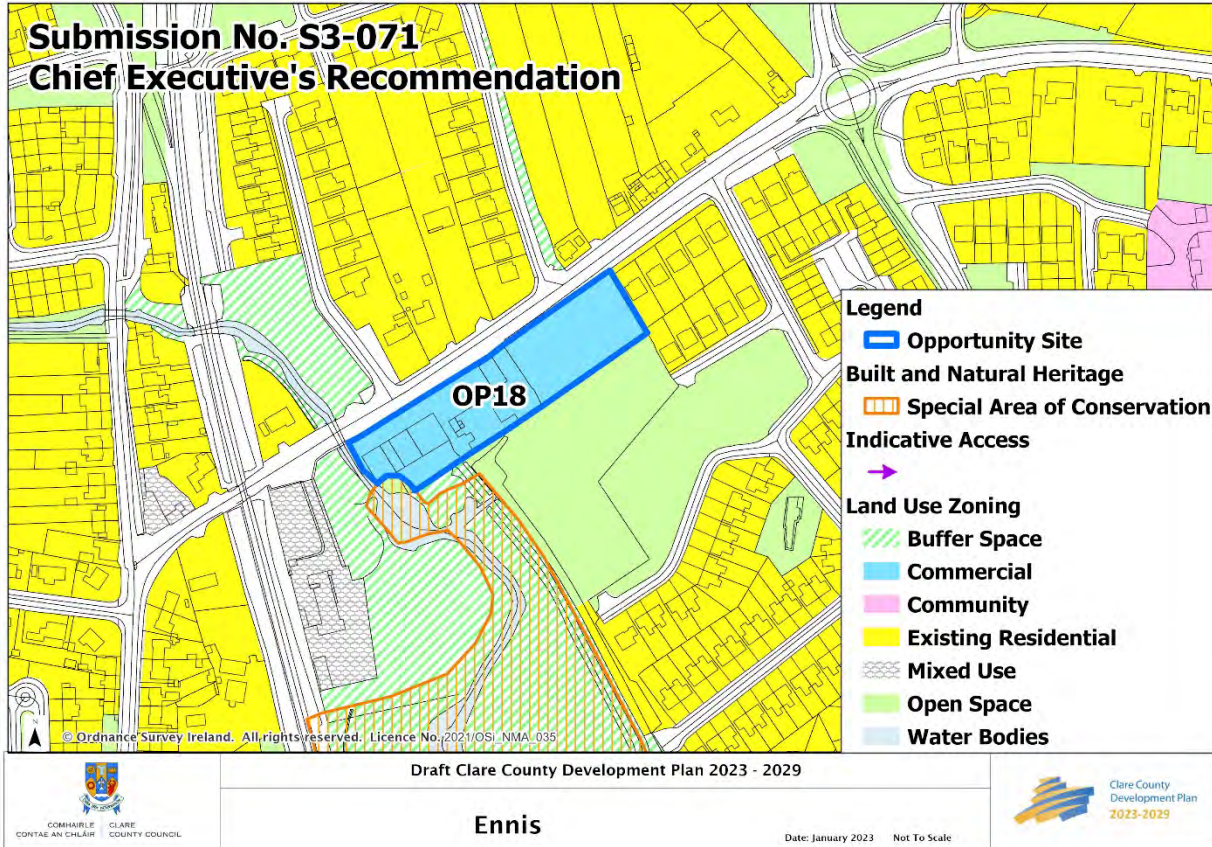 Submission No. S3-071
Chief Executive's Recommendation
OP18
Legend
Opportunity Site
Built and Natural Heritage
Special Area of Conservation
Indicative Access
Land Use Zoning
Buffer Space
Commercial
Community
Existing Residential
Mixed Use
Open Space
Water Bodies
N
© Ordnance Survey Ireland. All rights reserved. Licence No. 2021/OSi_NMA_035
Draft Clare County Development Plan 2023 - 2029
COMHAIRLE CLARE
CONTAE AN CHLÁIR COUNTY COUNCIL
Ennis
Date: January 2023 Not To Scale
Clare County
Development Plan
2023-2029